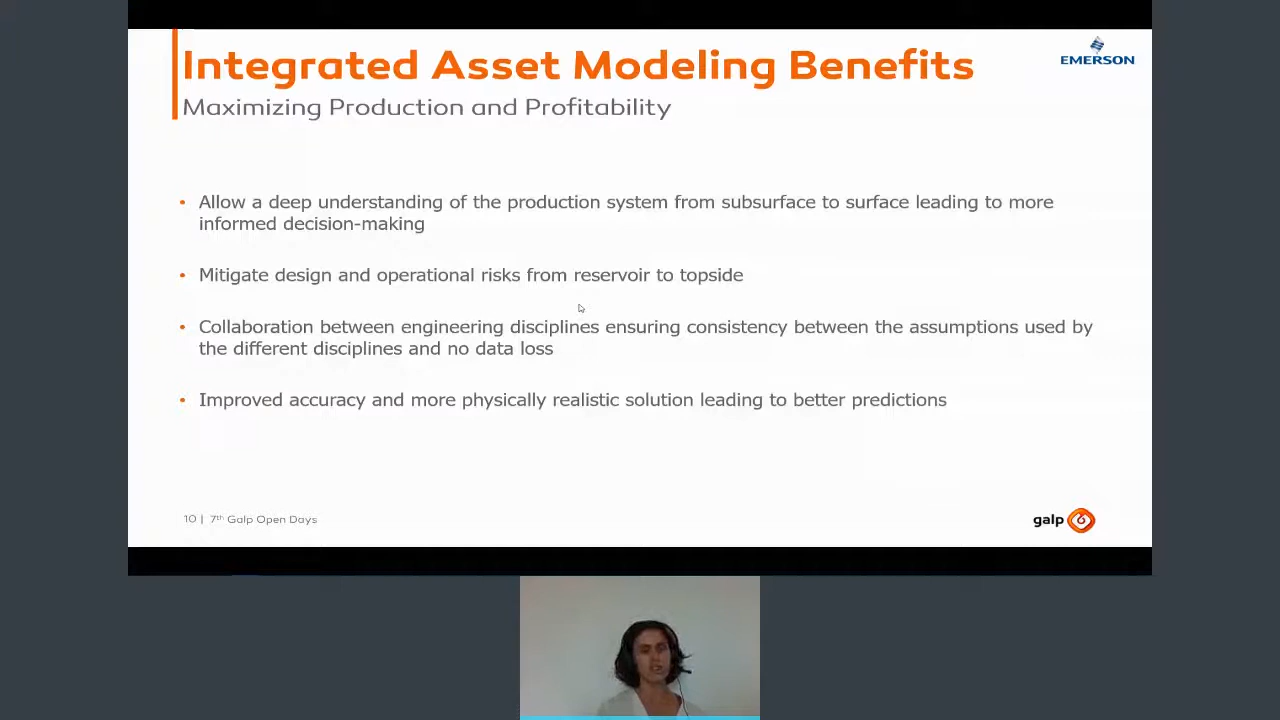 Integrated Asset Modeling Benefits
EMERSON
Maximizing Production and Profitability
• Allow a deep understanding of the production system from subsurface to surface leading to more
informed decision-making
• Mitigate design and operational risks from reservoir to topside
• Collaboration between engineering disciplines ensuring consistency between the assumptions used by
the different disciplines and no data loss
• Improved accuracy and more physically realistic solution leading to better predictions
10 | 7th Galp Open Days
galp